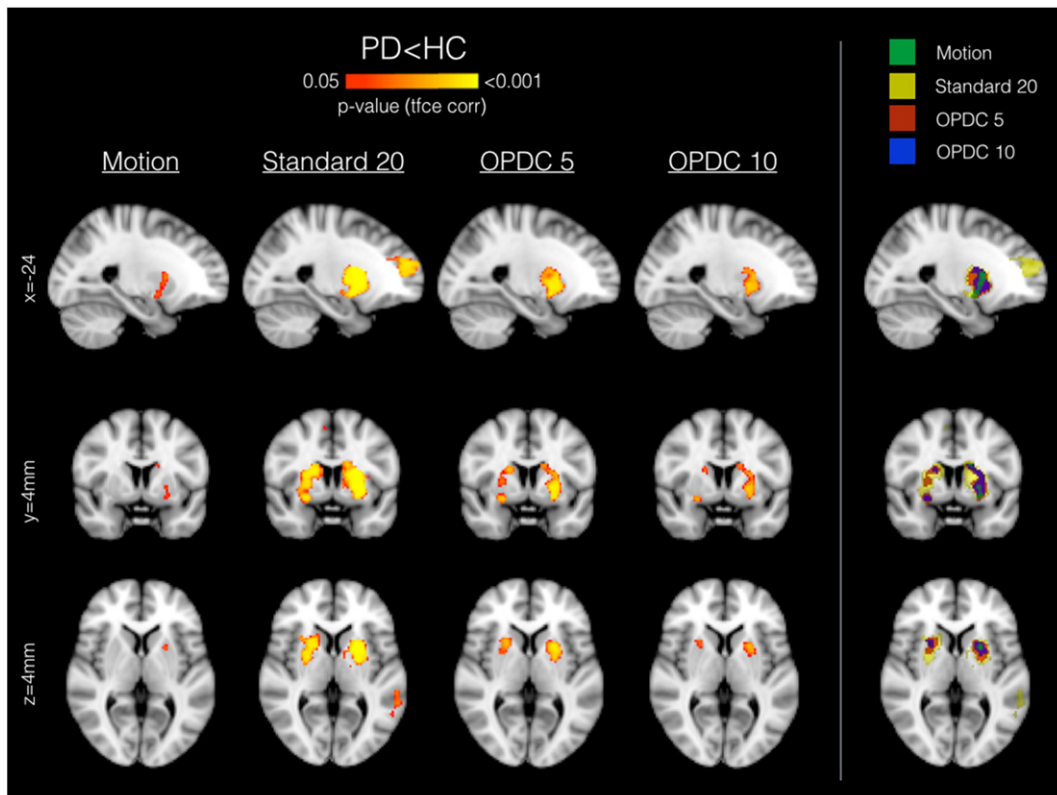 PD<HC
0.05 <0.001
p-value (tfce corr)
Motion Standard 20 OPDC 5 OPDC 10
x=-24
y=4mm
z=4mm
Motion
Standard 20
OPDC 5
OPDC 10